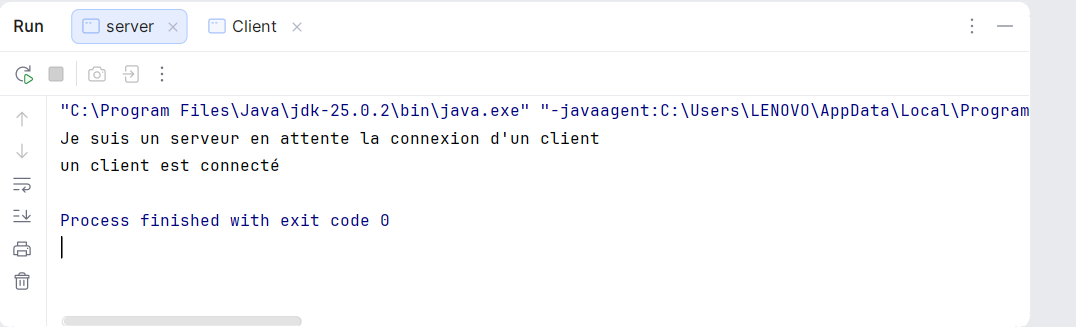 Run server Client
"C:\Program Files\Java\jdk-25.0.2\bin\java.exe" "-javaagent:C:\Users\LENOVO\AppData\Local\Program
Je suis un serveur en attente la connexion d'un client
un client est connecté
Process finished with exit code 0